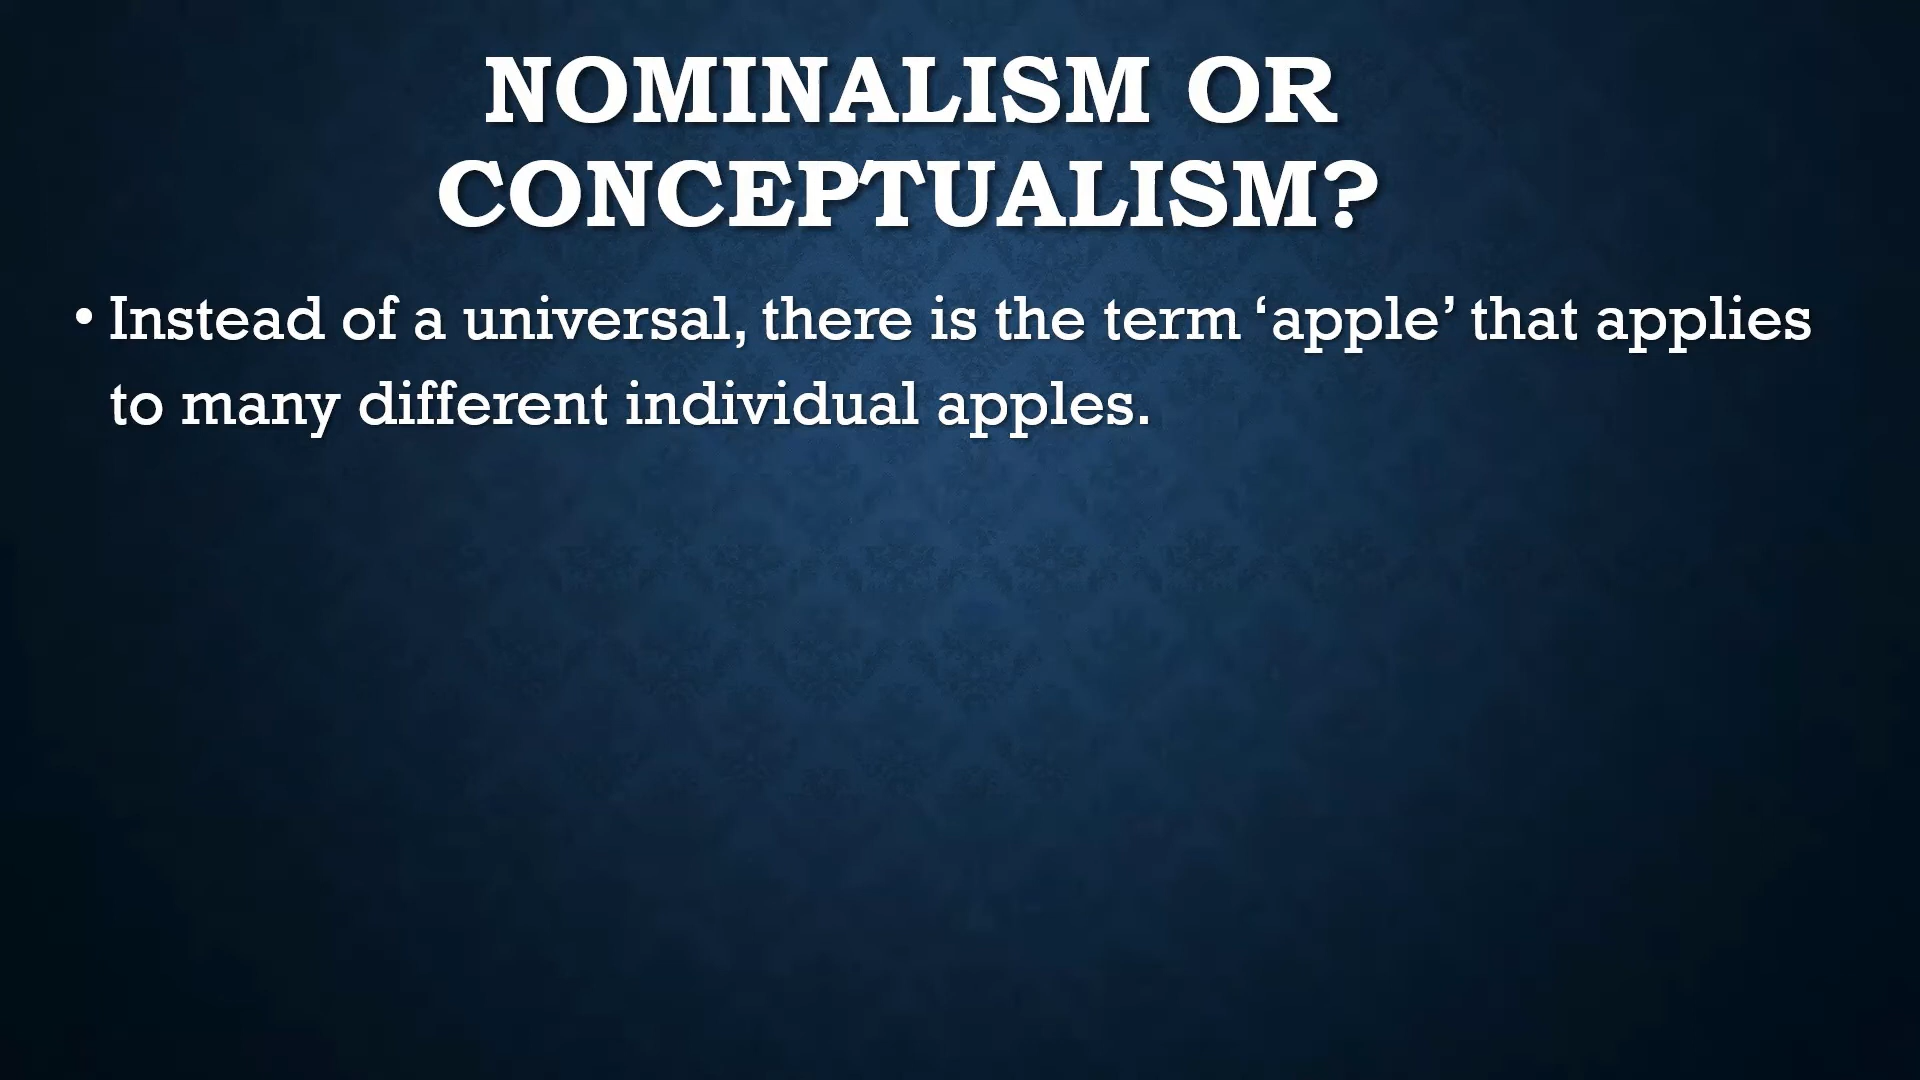 NOMINALISM OR
CONCEPTUALISM?
• Instead of a universal, there is the term ‘apple’ that applies
to many different individual apples.